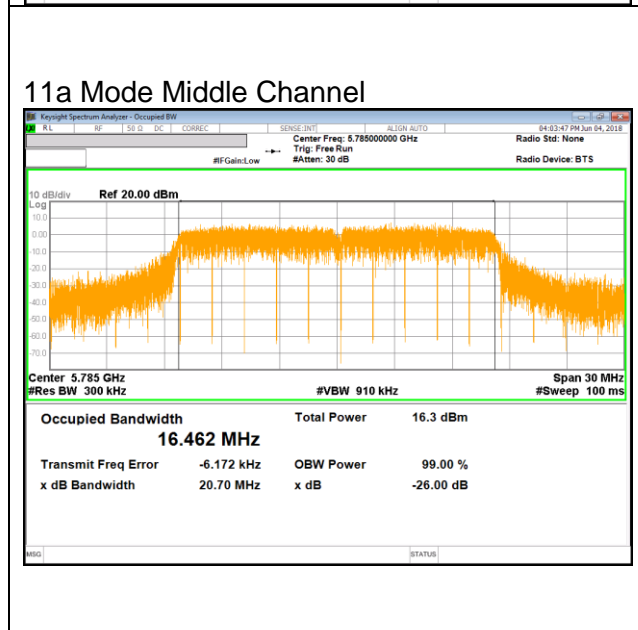 11a Mode Middle Channel
Keysight Spectrum Analyzer - Occupied BW
RL RF 50 Ω DC CORREC SENSE:INT ALIGN AUTO 04:03:47 PM Jun 04, 2018
Center Freq: 5.785000000 GHz Radio Std: None
Trig: Free Run
#IFGain:Low #Atten: 30 dB Radio Device: BTS
10 dB/div Ref 20.00 dBm
Log
10.0
0.00
-10.0
-20.0
-30.0
-40.0
-50.0
-60.0
-70.0
Center 5.785 GHz Span 30 MHz
#Res BW 300 kHz #VBW 910 kHz #Sweep 100 ms
Occupied Bandwidth Total Power 16.3 dBm
16.462 MHz
Transmit Freq Error -6.172 kHz OBW Power 99.00 %
x dB Bandwidth 20.70 MHz x dB -26.00 dB
MSG STATUS